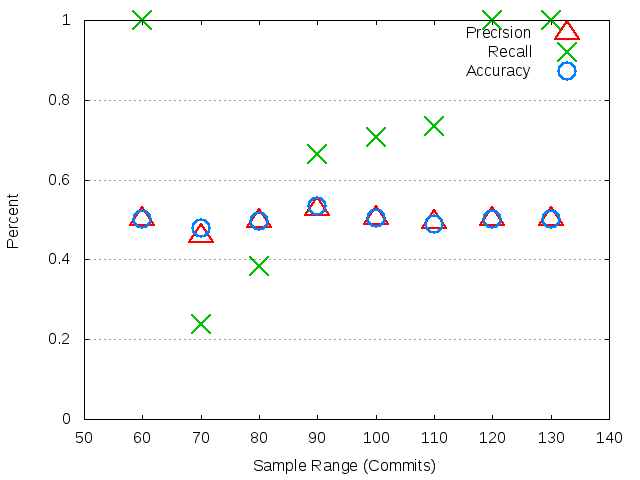 1
0.8
0.6
0.4
0.2
0
Percent
Precision
Recall
Accuracy
50 60 70 80 90 100 110 120 130 140
Sample Range (Commits)